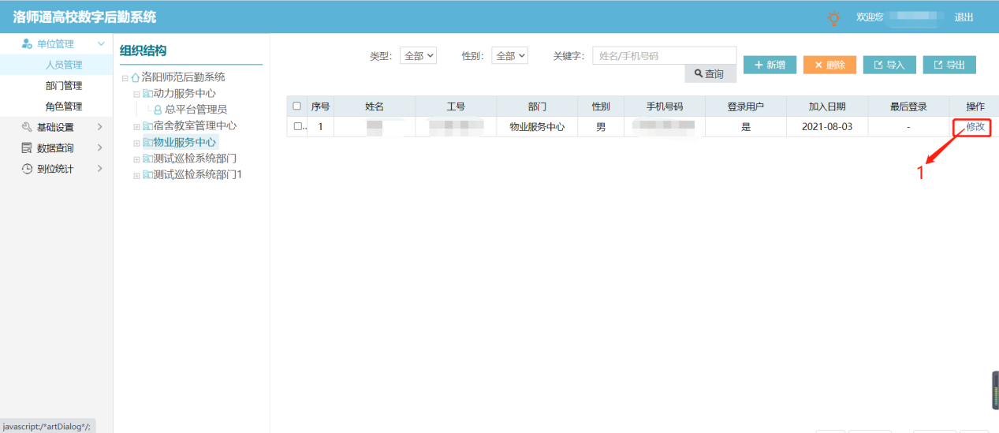 洛师通高校数字后勤系统
欢迎您
退出
单位管理
人员管理
部门管理
角色管理
基础设置
数据查询
到位统计
组织结构
洛阳师范后勤系统
动力服务中心
总平台管理员
宿舍教室管理中心
物业服务中心
测试巡检系统部门
测试巡检系统部门1
类型: 全部 性别: 全部 关键字: 姓名/手机号码
查询
新增 删除 导入 导出
序号 姓名 工号 部门 性别 手机号码 登录用户 加入日期 最后登录 操作
1 物业服务中心 男 是 2021-08-03 - 修改
1
javascript:/*artDialog*/;